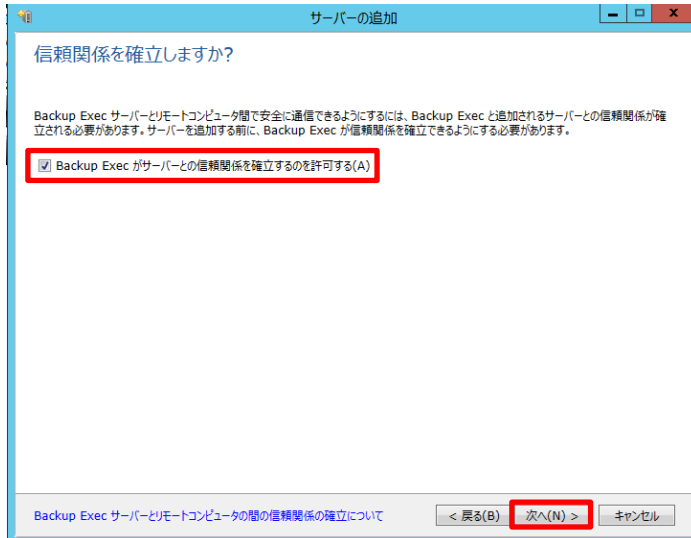 サーバーの追加
信頼関係を確立しますか?
Backup Exec サーバーとリモートコンピュータ間で安全に通信できるようにするには、Backup Exec と追加されるサーバーとの信頼関係が確
立される必要があります。サーバーを追加する前に、Backup Exec が信頼関係を確立できるようにする必要があります。
Backup Exec がサーバーとの信頼関係を確立するのを許可する(A)
Backup Exec サーバーとリモートコンピュータの間の信頼関係の確立について
< 戻る(B) 次へ(N) > キャンセル